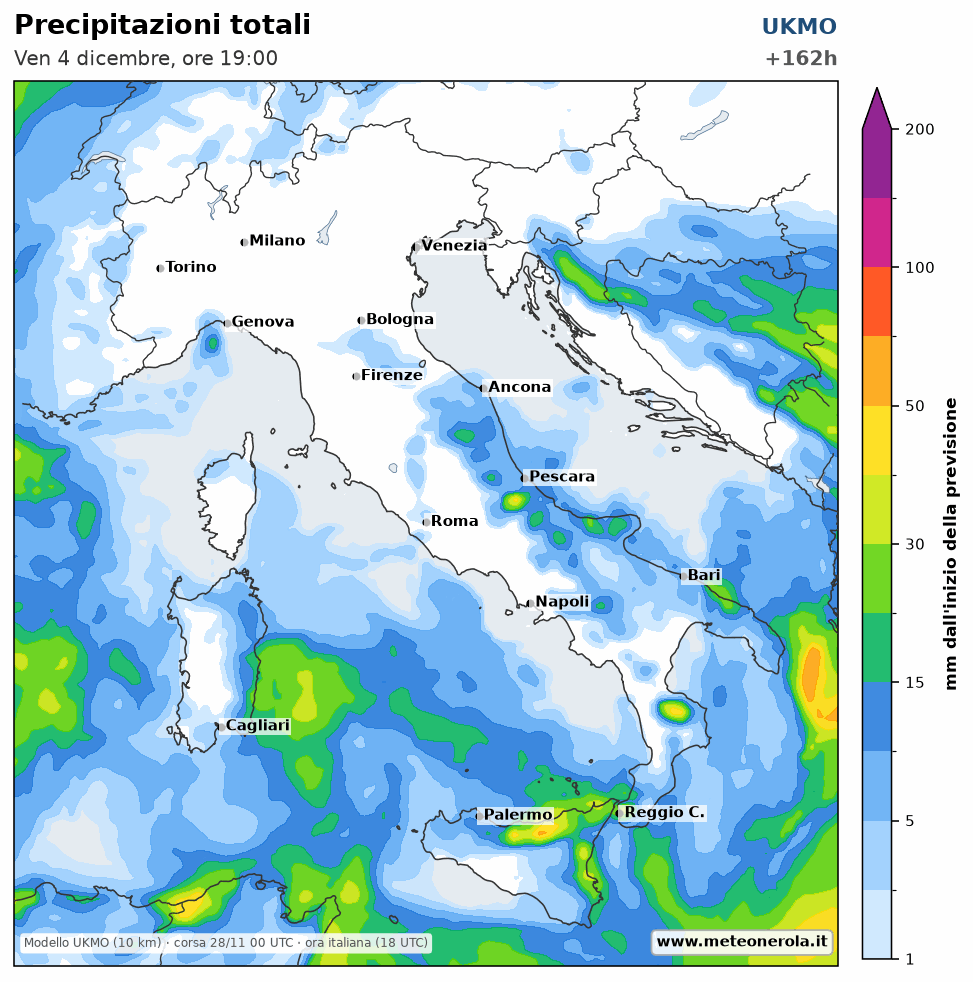 Precipitazioni totali
UKMO
Ven 4 dicembre, ore 19:00
+162h
200
Milano
Venezia
Torino
100
Genova
Bologna
Firenze
Ancona
50
Pescara
Roma
30
Bari
Napoli
15
Cagliari
Palermo
Reggio C.
5
mm dall'inizio della previsione
Modello UKMO (10 km) · corsa 28/11 00 UTC · ora italiana (18 UTC)
www.meteonerola.it
1